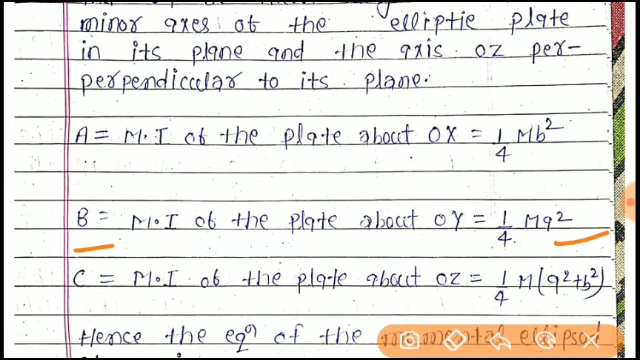 minor axes of the elliptic plate
in its plane and the axis oz per-
perpendicular to its plane.
A = M.I of the plate about OX = 1/4 Mb²
B = M.I of the plate about OY = 1/4. Ma²
C = M.I of the plate about OZ = 1/4 M(a²+b²)
Hence the eqⁿ of the momental ellipsoid